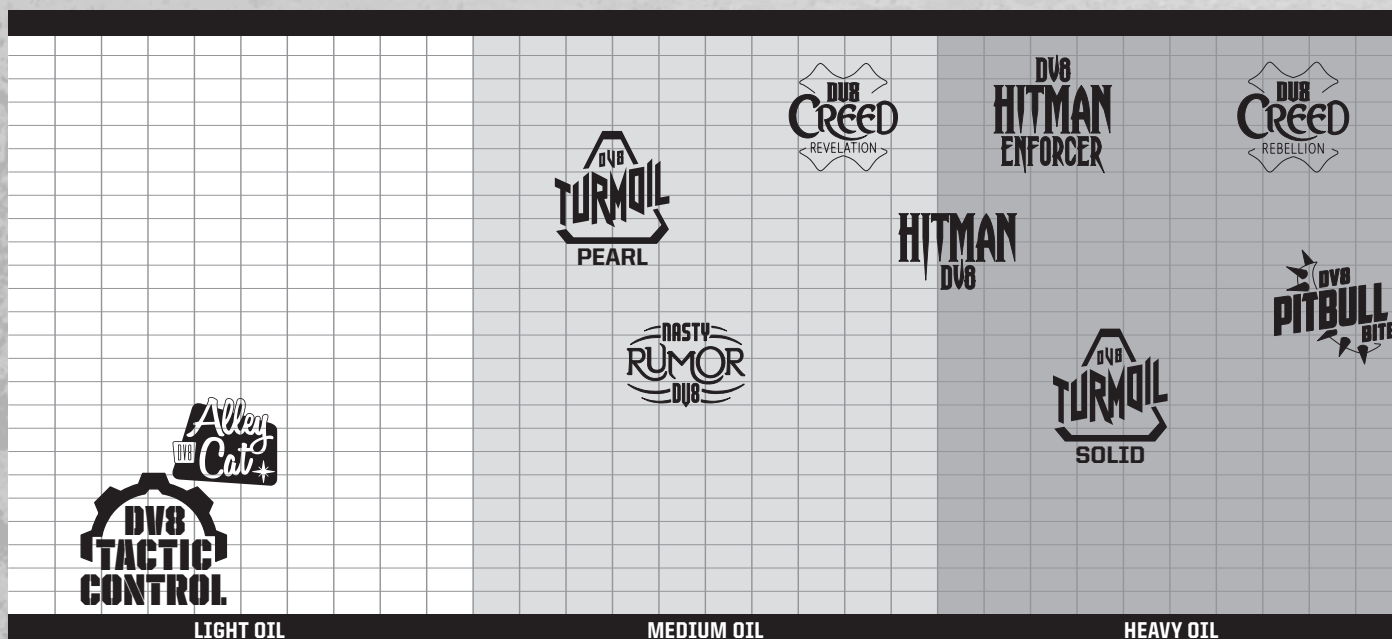 DV8
CREED
REVELATION
DV8
HITMAN
ENFORCER
DV8
CREED
REBELLION
DV8
TURMOIL
PEARL
HITMAN
DV8
DV8
PITBULL
BITE
NASTY
RUMOR
DV8
DV8
TURMOIL
SOLID
Alley
DV8 Cat
DV8
TACTIC
CONTROL
LIGHT OIL
MEDIUM OIL
HEAVY OIL